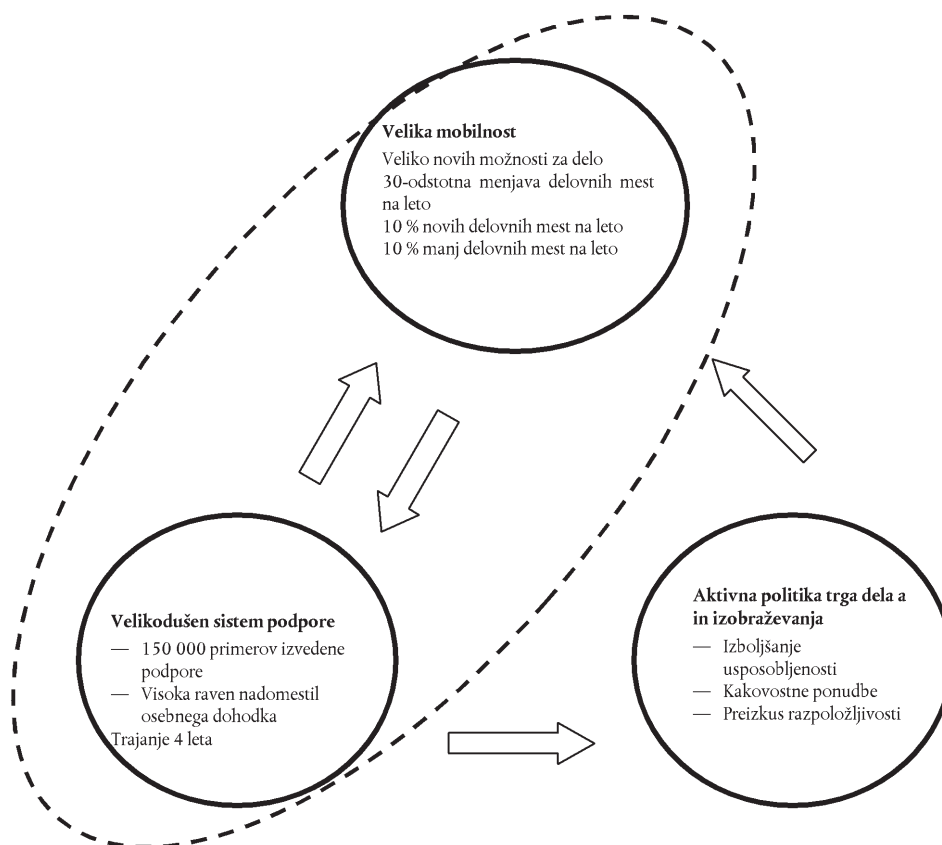 Velika mobilnost
Veliko novih možnosti za delo
30-odstotna menjava delovnih mest
na leto
10 % novih delovnih mest na leto
10 % manj delovnih mest na leto
Velikodušen sistem podpore
— 150 000 primerov izvedene
podpore
— Visoka raven nadomestil
osebnega dohodka
Trajanje 4 leta
Aktivna politika trga dela a
in izobraževanja
— Izboljšanje
usposobljenosti
— Kakovostne ponudbe
— Preizkus razpoložljivosti